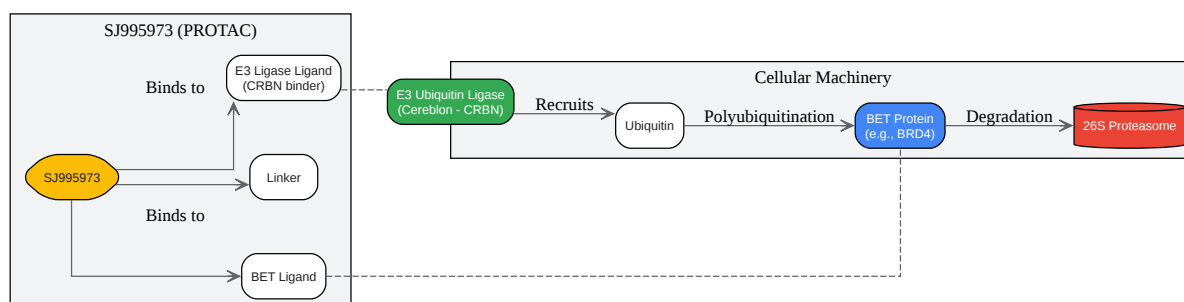 SJ995973 (PROTAC)
Binds to
E3 Ligase Ligand
(CRBN binder)
SJ995973
Linker
Binds to
BET Ligand
Cellular Machinery
E3 Ubiquitin Ligase
(Cereblon - CRBN)
Recruits
Ubiquitin
Polyubiquitination
BET Protein
(e.g., BRD4)
Degradation
26S Proteasome